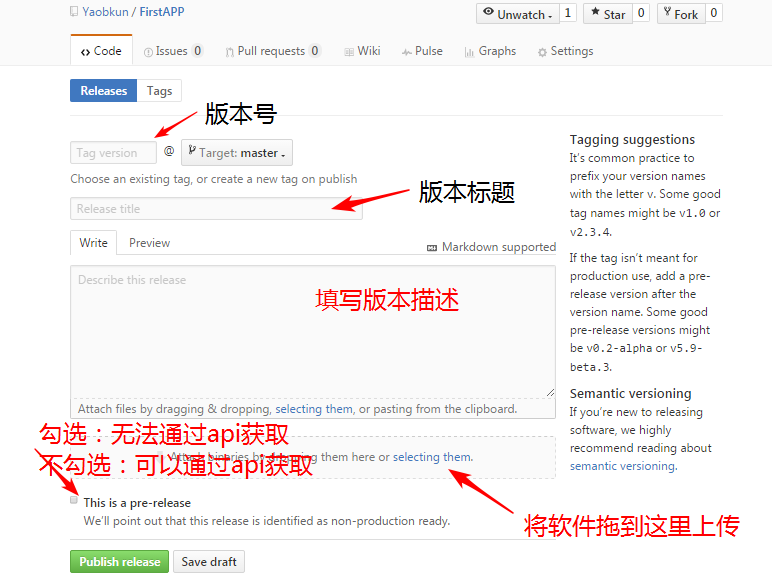 Yaobkun / FirstAPP
Unwatch 1 Star 0 Fork 0
Code Issues 0 Pull requests 0 Wiki Pulse Graphs Settings
Releases Tags
版本号
Tag version @ Target: master
Choose an existing tag, or create a new tag on publish
版本标题
Release title
Write Preview Markdown supported
Describe this release
填写版本描述
Attach files by dragging & dropping, selecting them, or pasting from the clipboard.
勾选：无法通过api获取
Attach binaries by dropping them here or selecting them.
不勾选：可以通过api获取
This is a pre-release
We'll point out that this release is identified as non-production ready.
将软件拖到这里上传
Publish release Save draft
Tagging suggestions
It's common practice to
prefix your version names
with the letter v. Some good
tag names might be v1.0 or
v2.3.4.
If the tag isn't meant for
production use, add a pre-
release version after the
version name. Some good
pre-release versions might
be v0.2-alpha or v5.9-
beta.3.
Semantic versioning
If you're new to releasing
software, we highly
recommend reading about
semantic versioning.